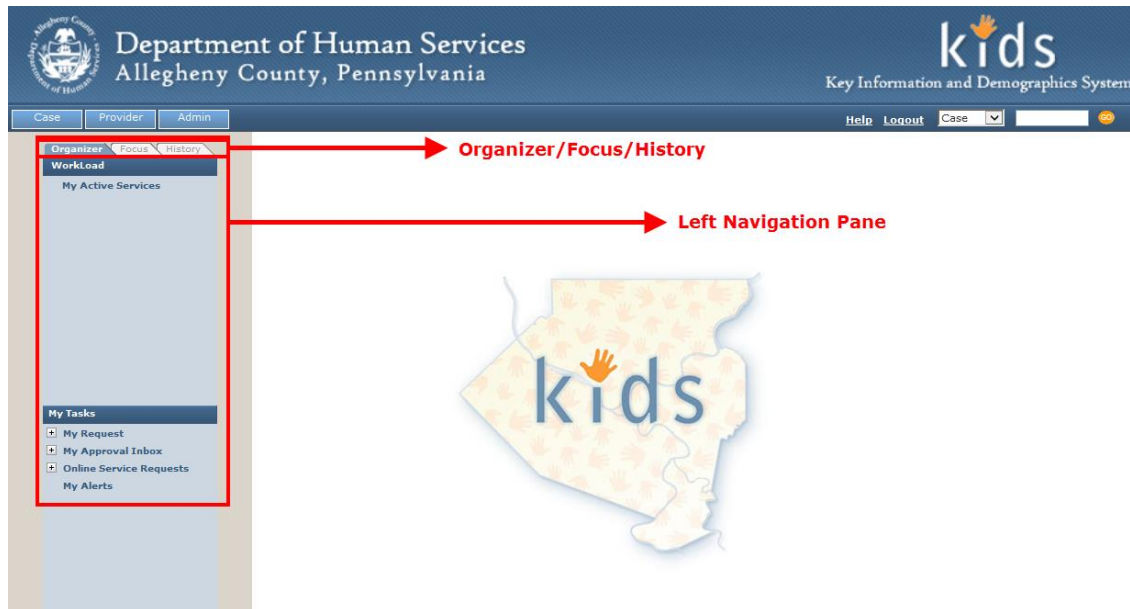 Department of Human Services
Allegheny County, Pennsylvania
kids
Key Information and Demographics System
Case Provider Admin
Help Logout Case GO
Organizer Focus History
Organizer/Focus/History
WorkLoad
My Active Services
Left Navigation Pane
kids
My Tasks
My Request
My Approval Inbox
Online Service Requests
My Alerts